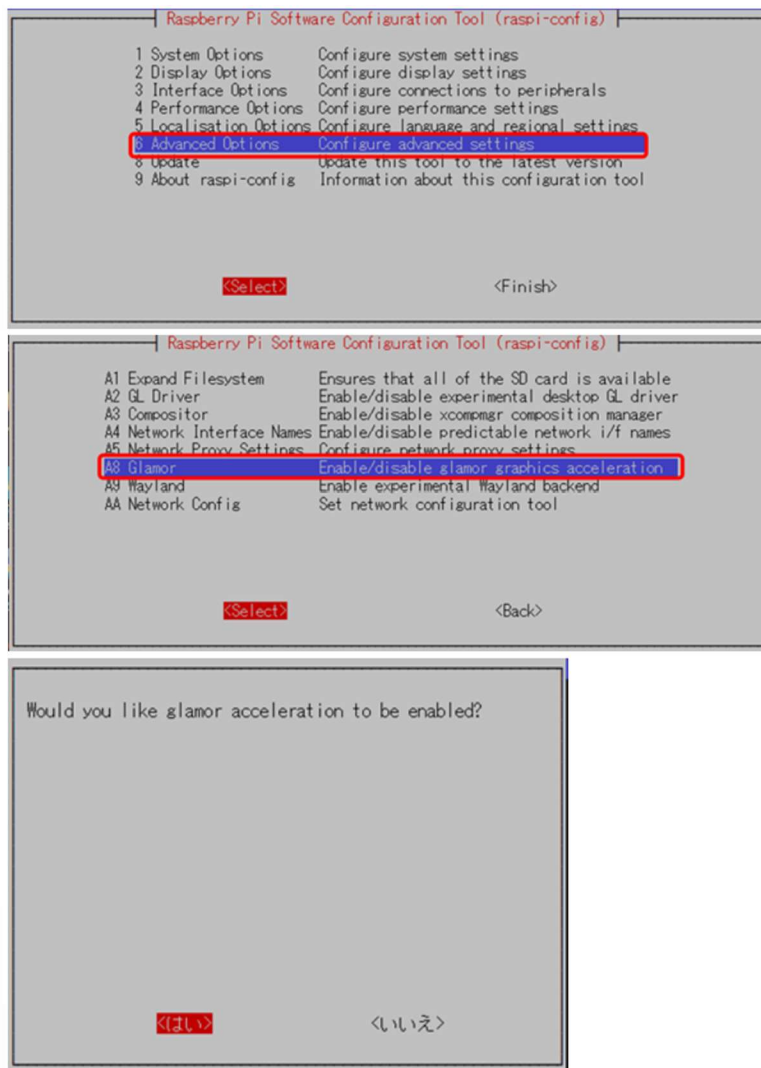 Raspberry Pi Software Configuration Tool (raspi-config)
1 System Options Configure system settings
2 Display Options Configure display settings
3 Interface Options Configure connections to peripherals
4 Performance Options Configure performance settings
5 Localisation Options Configure language and regional settings
6 Advanced Options Configure advanced settings
8 Update Update this tool to the latest version
9 About raspi-config Information about this configuration tool
<Select> <Finish>
Raspberry Pi Software Configuration Tool (raspi-config)
A1 Expand Filesystem Ensures that all of the SD card is available
A2 GL Driver Enable/disable experimental desktop GL driver
A3 Compositor Enable/disable xcompmgr composition manager
A4 Network Interface Names Enable/disable predictable network i/f names
A5 Network Proxy Settings Configure network proxy settings
A8 Glamor Enable/disable glamor graphics acceleration
A9 Wayland Enable experimental Wayland backend
AA Network Config Set network configuration tool
<Select> <Back>
Would you like glamor acceleration to be enabled?
<はい> <いいえ>